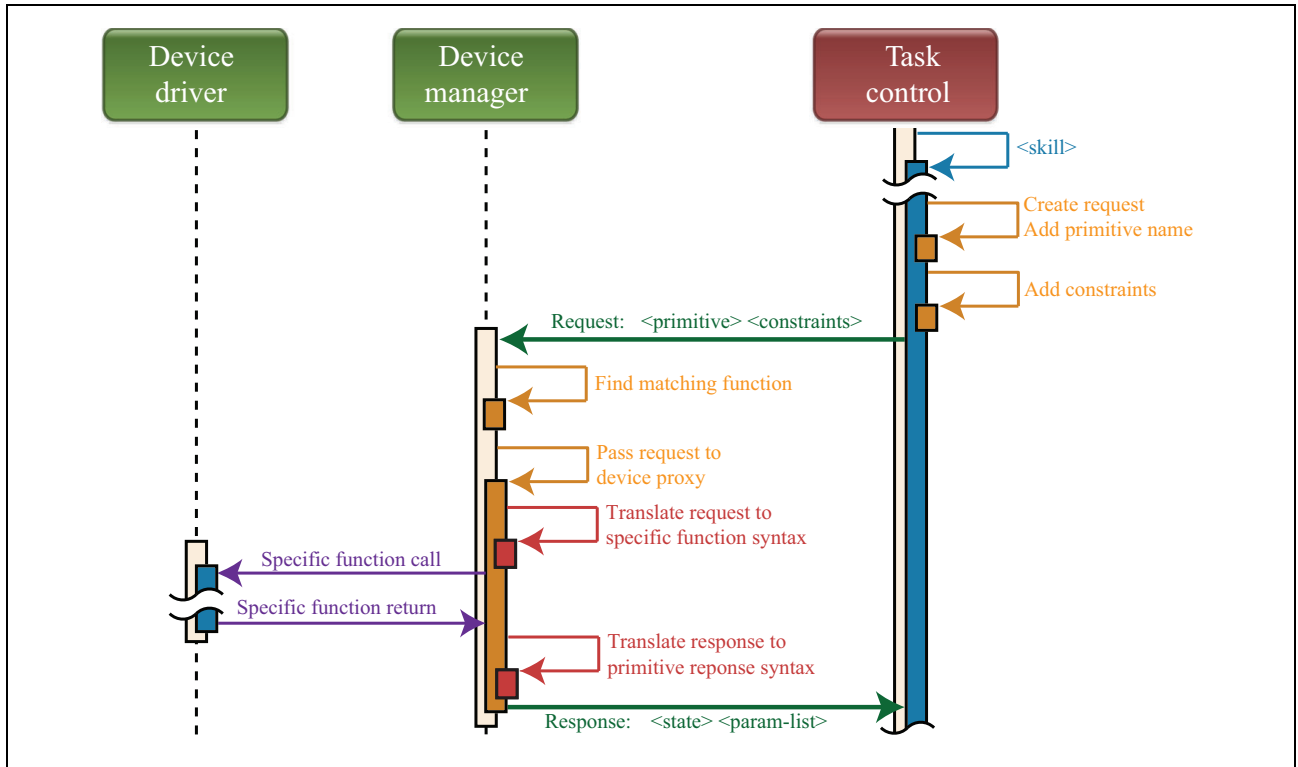 Device
driver
Device
manager
Task
control
<skill>
Create request
Add primitive name
Add constraints
Request: <primitive> <constraints>
Find matching function
Pass request to
device proxy
Translate request to
specific function syntax
Specific function call
Specific function return
Translate response to
primitive reponse syntax
Response: <state> <param-list>